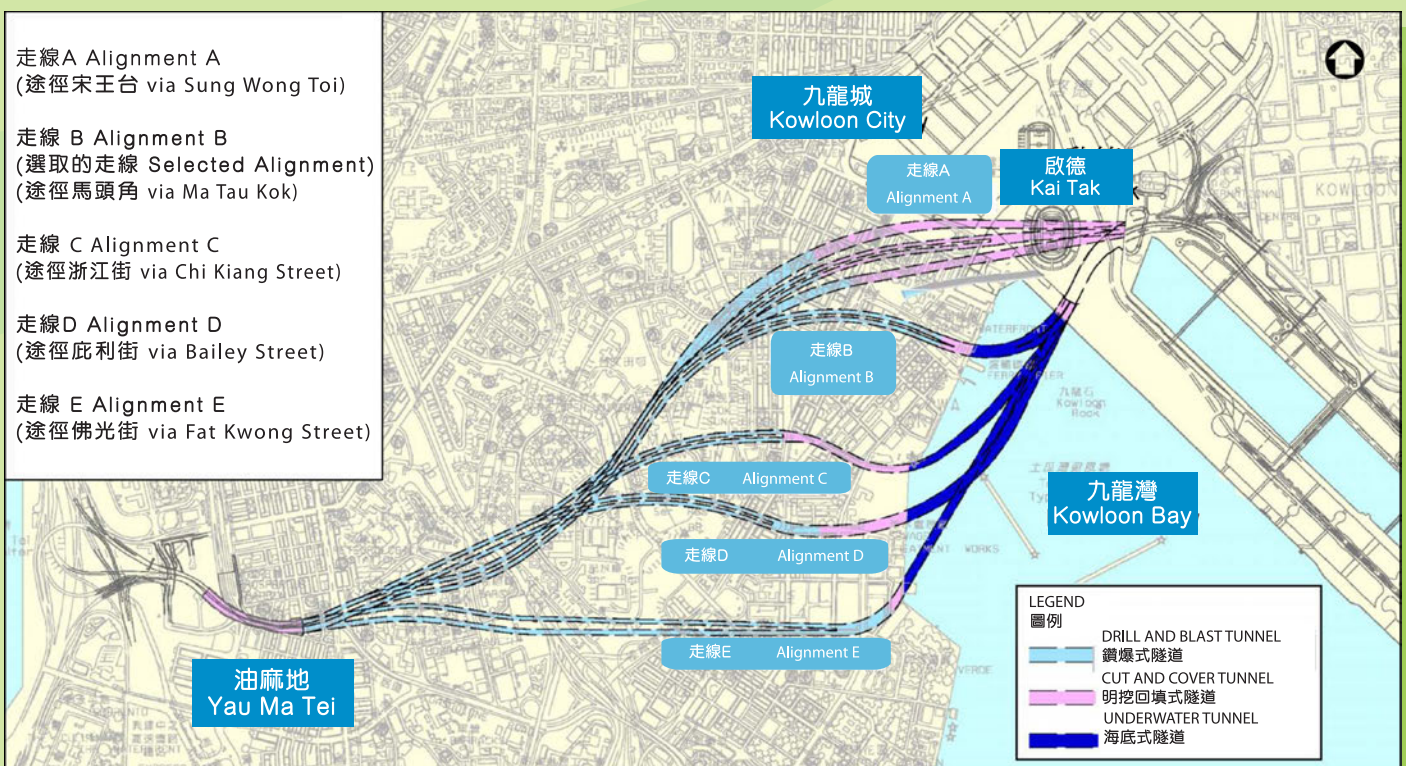 走線A Alignment A
(途徑宋王台 via Sung Wong Toi)
走線 B Alignment B
(選取的走線 Selected Alignment)
(途徑馬頭角 via Ma Tau Kok)
走線 C Alignment C
(途徑浙江街 via Chi Kiang Street)
走線D Alignment D
(途徑庇利街 via Bailey Street)
走線 E Alignment E
(途徑佛光街 via Fat Kwong Street)
九龍城
Kowloon City
走線A
Alignment A
啟德
Kai Tak
走線B
Alignment B
九龍石
Kowloon
Rock
走線C Alignment C
九龍灣
Kowloon Bay
走線D Alignment D
走線E Alignment E
油麻地
Yau Ma Tei
LEGEND
圖例
DRILL AND BLAST TUNNEL
鑽爆式隧道
CUT AND COVER TUNNEL
明挖回填式隧道
UNDERWATER TUNNEL
海底式隧道